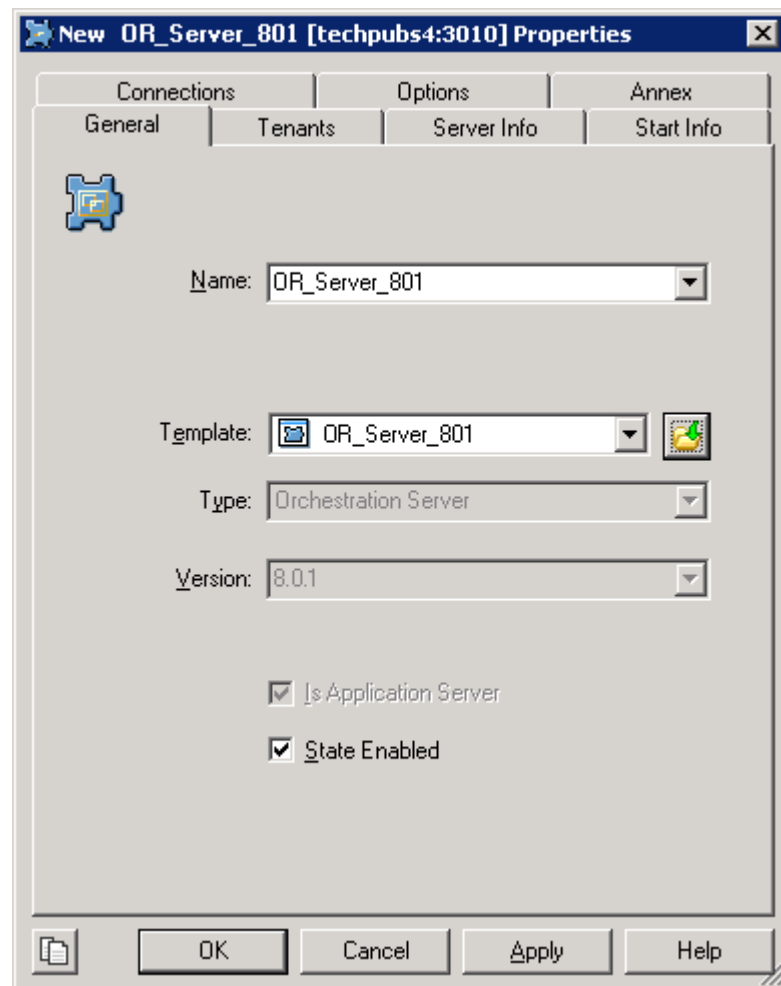 New OR_Server_801 [techpubs4:3010] Properties
Connections Options Annex
General Tenants Server Info Start Info
Name: OR_Server_801
Template: OR_Server_801
Type: Orchestration Server
Version: 8.0.1
Is Application Server
State Enabled
OK Cancel Apply Help